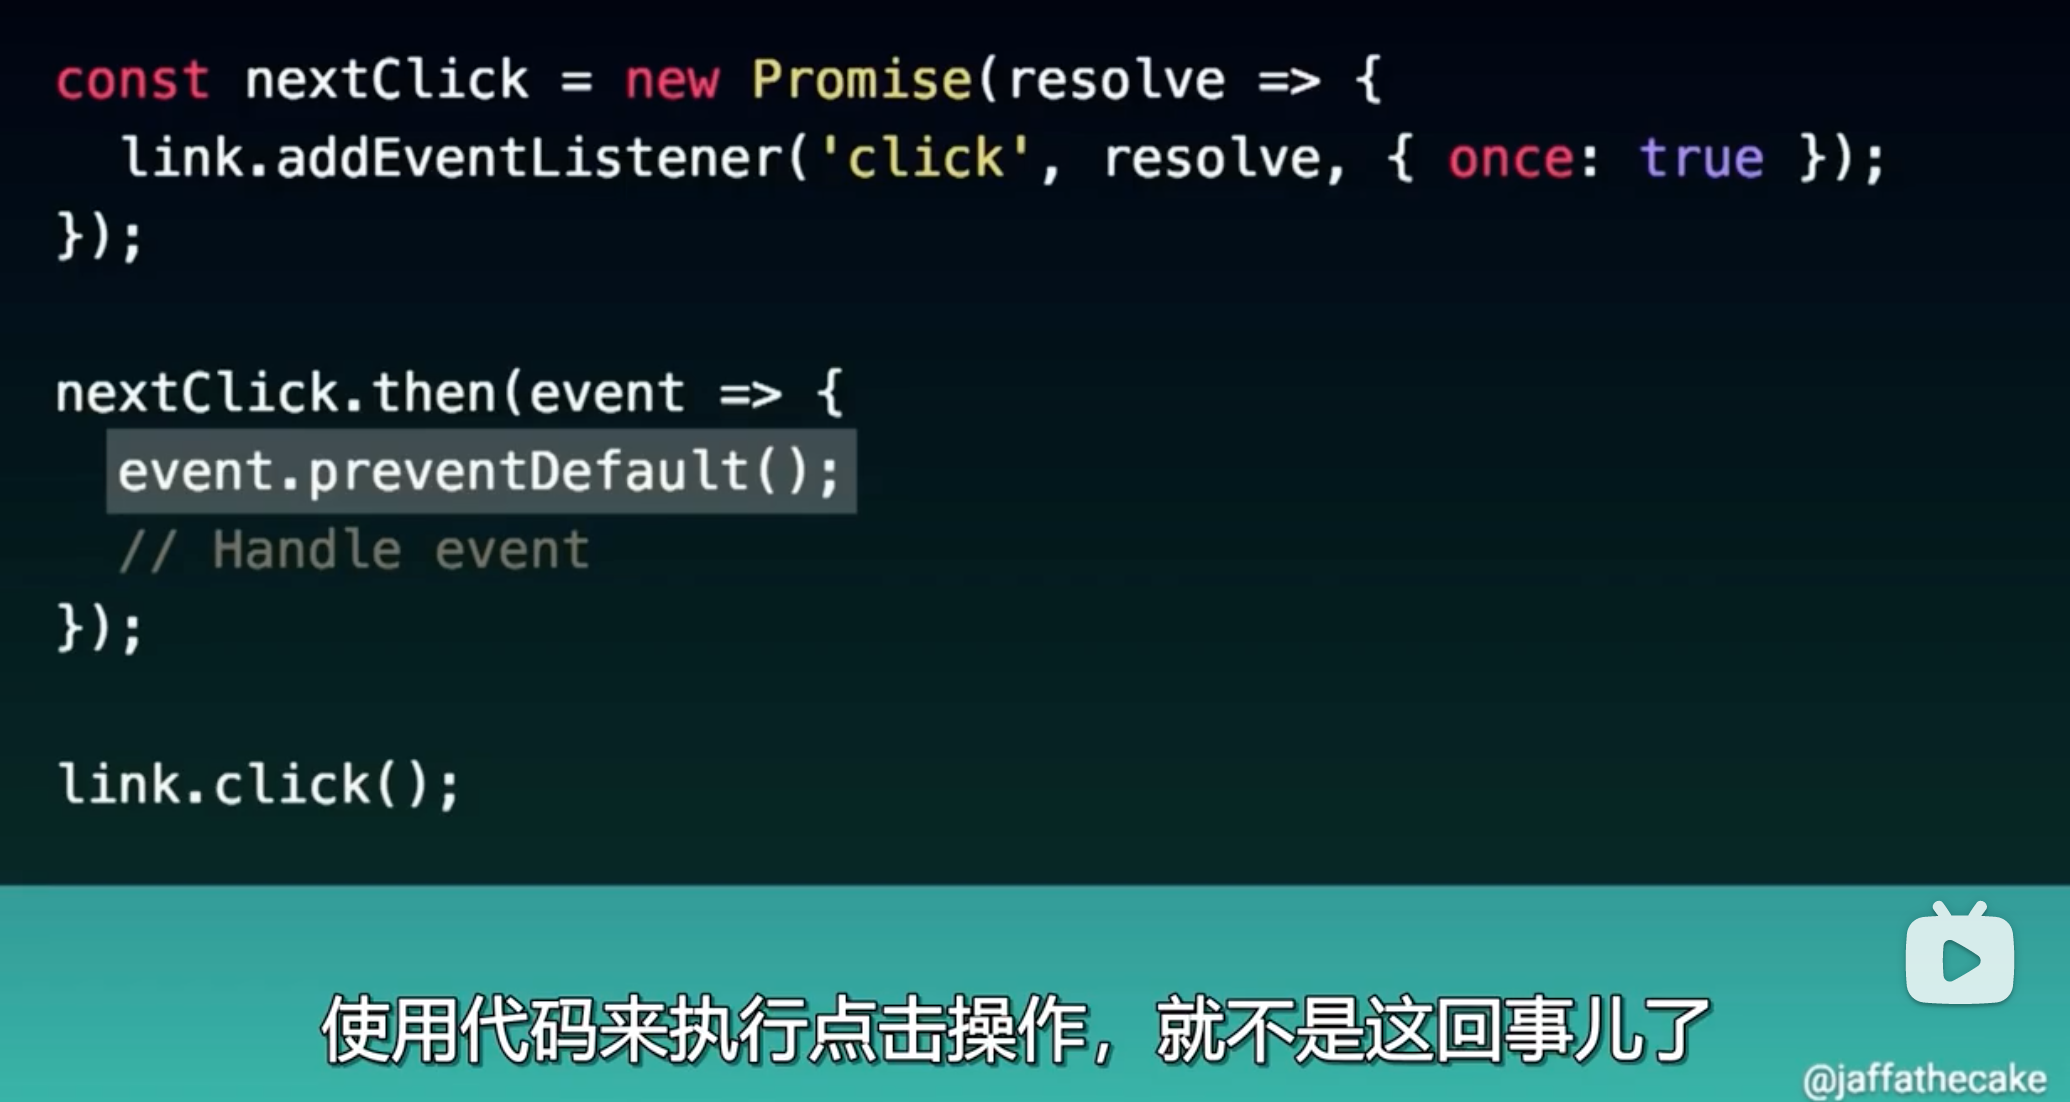 const nextClick = new Promise(resolve => {
  link.addEventListener('click', resolve, { once: true });
});
nextClick.then(event => {
  event.preventDefault();
  // Handle event
});
link.click();
使用代码来执行点击操作，就不是这回事儿了
@jaffathecake